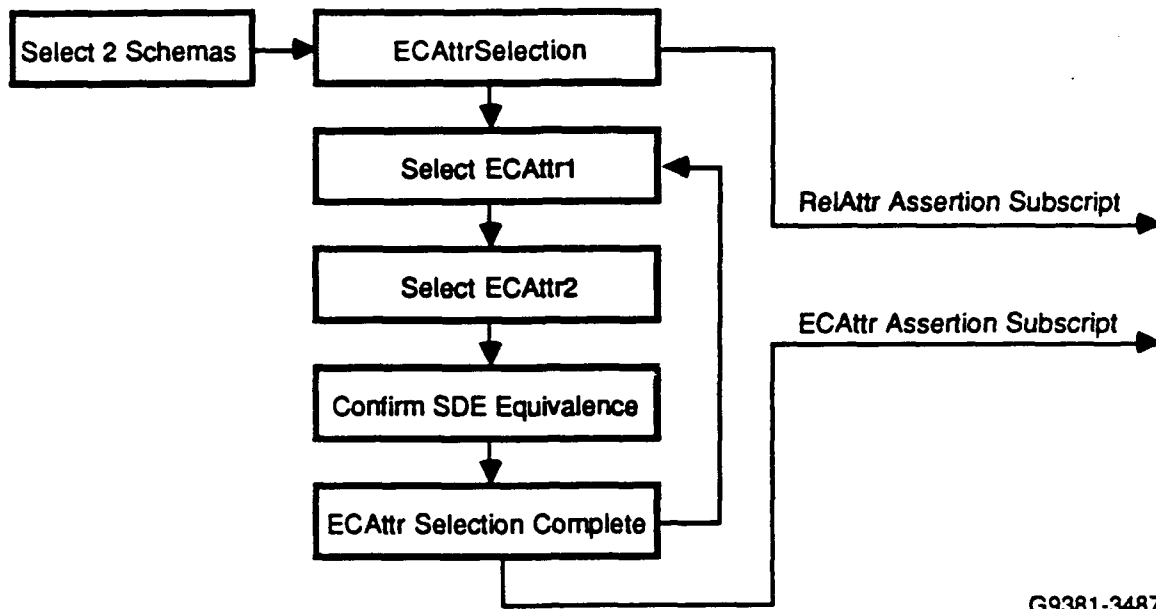 Select 2 Schemas
ECAttrSelection
Select ECAttr1
RelAttr Assertion Subscript
Select ECAttr2
ECAttr Assertion Subscript
Confirm SDE Equivalence
ECAttr Selection Complete
G9381-3487